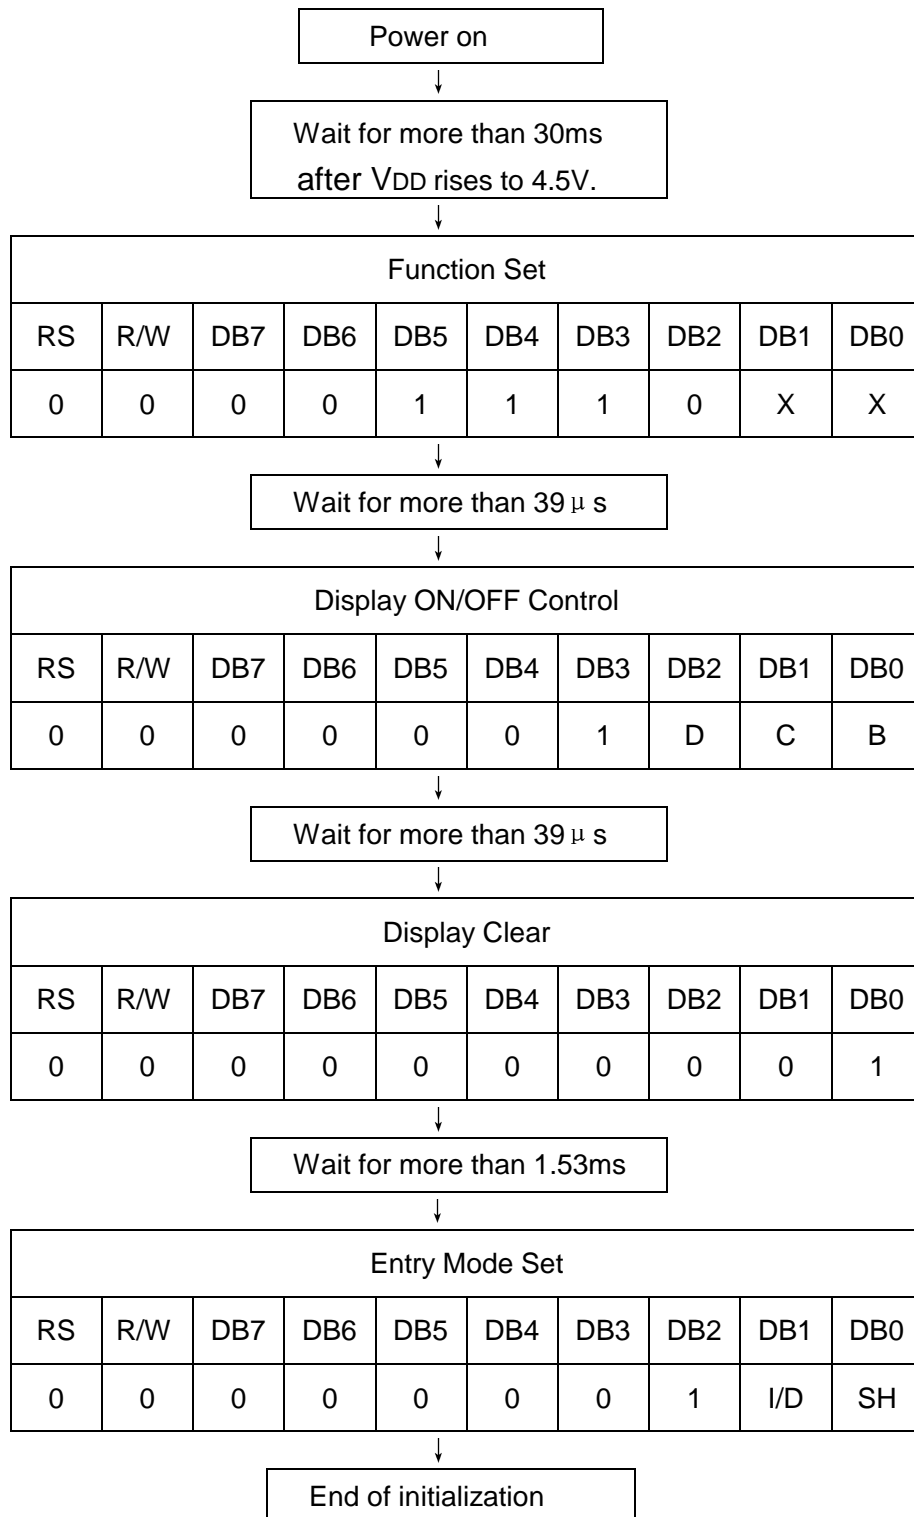 Power on
Wait for more than 30ms
after VDD rises to 4.5V.
Function Set
RS R/W DB7 DB6 DB5 DB4 DB3 DB2 DB1 DB0
0 0 0 0 1 1 1 0 X X
Wait for more than 39μs
Display ON/OFF Control
RS R/W DB7 DB6 DB5 DB4 DB3 DB2 DB1 DB0
0 0 0 0 0 0 1 D C B
Wait for more than 39μs
Display Clear
RS R/W DB7 DB6 DB5 DB4 DB3 DB2 DB1 DB0
0 0 0 0 0 0 0 0 0 1
Wait for more than 1.53ms
Entry Mode Set
RS R/W DB7 DB6 DB5 DB4 DB3 DB2 DB1 DB0
0 0 0 0 0 0 0 1 I/D SH
End of initialization